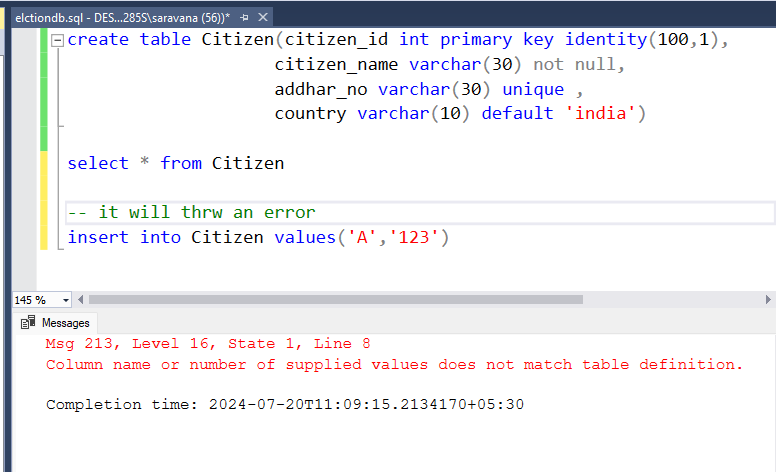 elctiondb.sql - DES...285S\saravana (56))*
create table Citizen(citizen_id int primary key identity(100,1),
citizen_name varchar(30) not null,
addhar_no varchar(30) unique ,
country varchar(10) default 'india')
select * from Citizen
-- it will thrw an error
insert into Citizen values('A','123')
145 %
Messages
Msg 213, Level 16, State 1, Line 8
Column name or number of supplied values does not match table definition.
Completion time: 2024-07-20T11:09:15.2134170+05:30